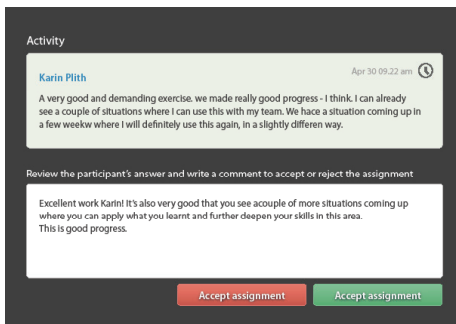 Activity
Karin Plith
Apr 30 09.22 am
A very good and demanding exercise. we made really good progress - I think. I can already
see a couple of situations where I can use this with my team. We hace a situation coming up in
a few weekw where I will definitely use this again, in a slightly differen way.
Review the participant's answer and write a comment to accept or reject the assignment
Excellent work Karin! It's also very good that you see acouple of more situations coming up
where you can apply what you learnt and further deepen your skills in this area.
This is good progress.
Accept assignment
Accept assignment